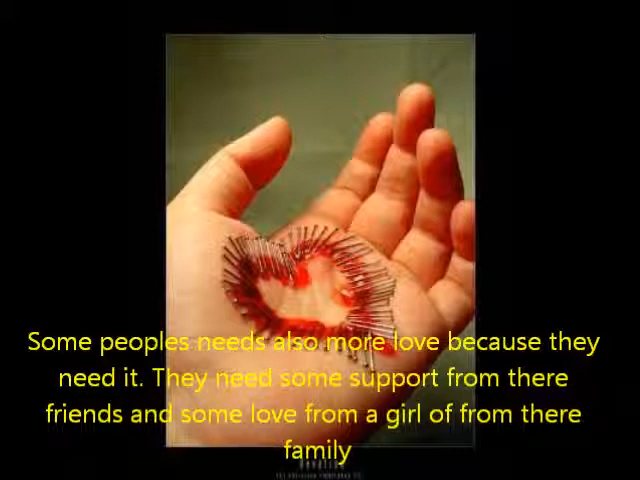 Some peoples needs also more love because they
need it. They need some support from there
friends and some love from a girl of from there
family